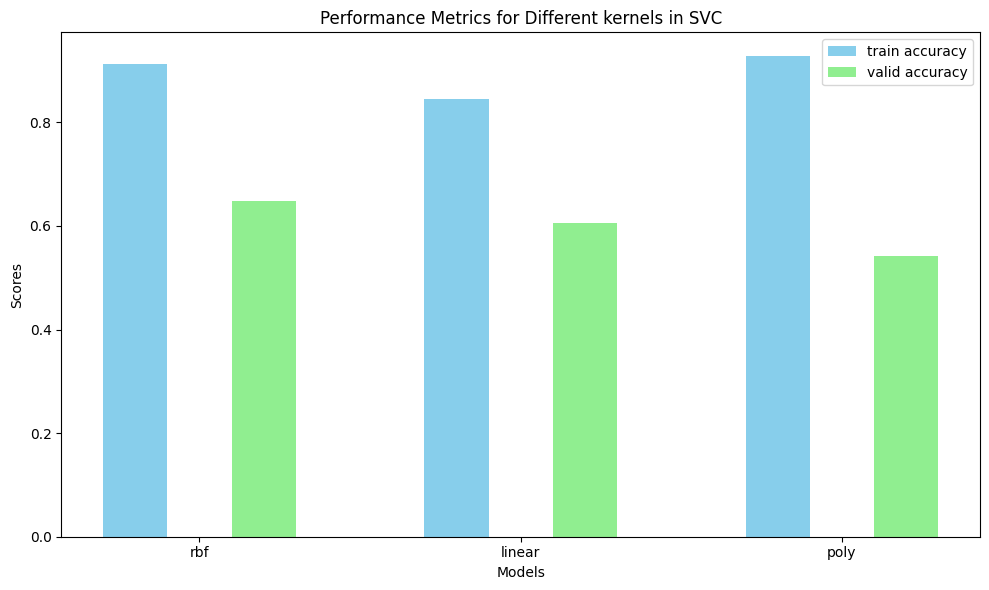 Performance Metrics for Different kernels in SVC
train accuracy
valid accuracy
Scores
0.8
0.6
0.4
0.2
0.0
rbf linear poly
Models